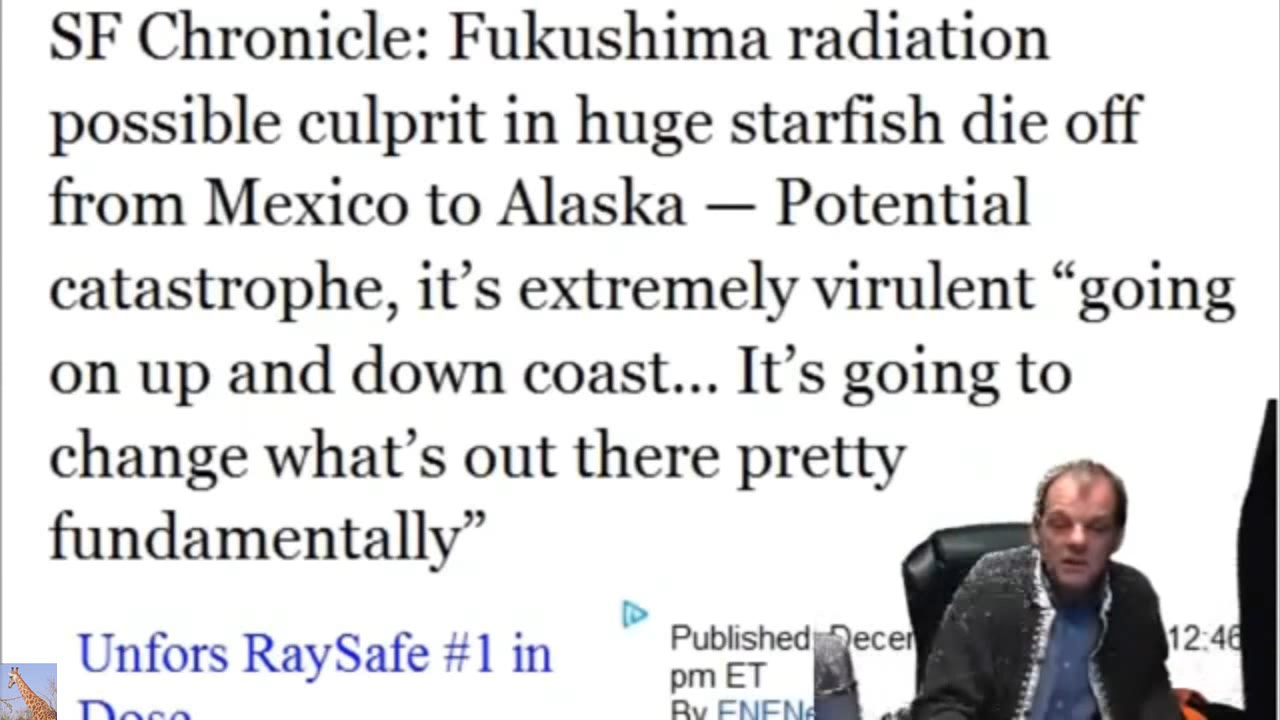 SF Chronicle: Fukushima radiation
possible culprit in huge starfish die off
from Mexico to Alaska — Potential
catastrophe, it’s extremely virulent “going
on up and down coast... It’s going to
change what’s out there pretty
fundamentally”
Unfors RaySafe #1 in
Dose
Published: 12:46
pm ET
By